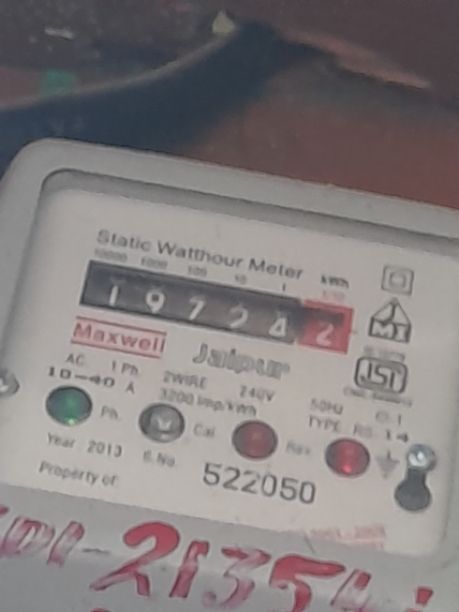 Static Watthour Meter
10000 1000 100 10 1 1/10
kWh
1 9 7 2 4 2
Maxwell Jaipur
MI
ISI
AC. 1 Ph. 2WIRE 240V 50Hz
10-40 A 3200 imp/kWh TYPE
Ph. Cal Rev
Year 2013 S.No. 522050
Property of